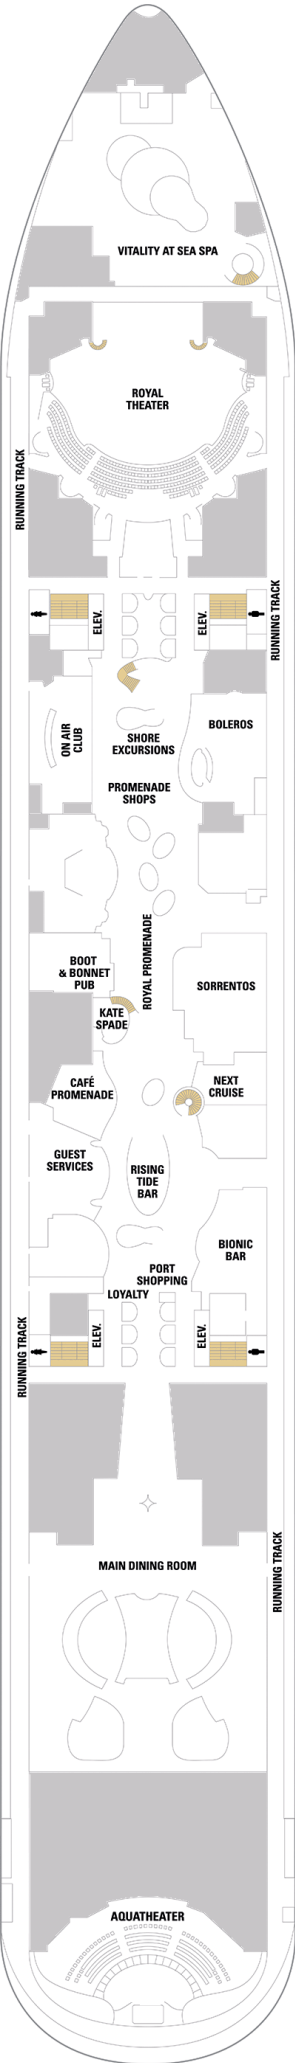 VITALITY AT SEA SPA
ROYAL
THEATER
RUNNING TRACK
RUNNING TRACK
ELEV.
ELEV.
ON AIR
CLUB
SHORE
EXCURSIONS
BOLEROS
PROMENADE
SHOPS
ROYAL PROMENADE
BOOT
& BONNET
PUB
SORRENTOS
KATE
SPADE
CAFÉ
PROMENADE
NEXT
CRUISE
GUEST
SERVICES
RISING
TIDE
BAR
BIONIC
BAR
PORT
SHOPPING
LOYALTY
RUNNING TRACK
ELEV.
ELEV.
MAIN DINING ROOM
RUNNING TRACK
AQUATHEATER